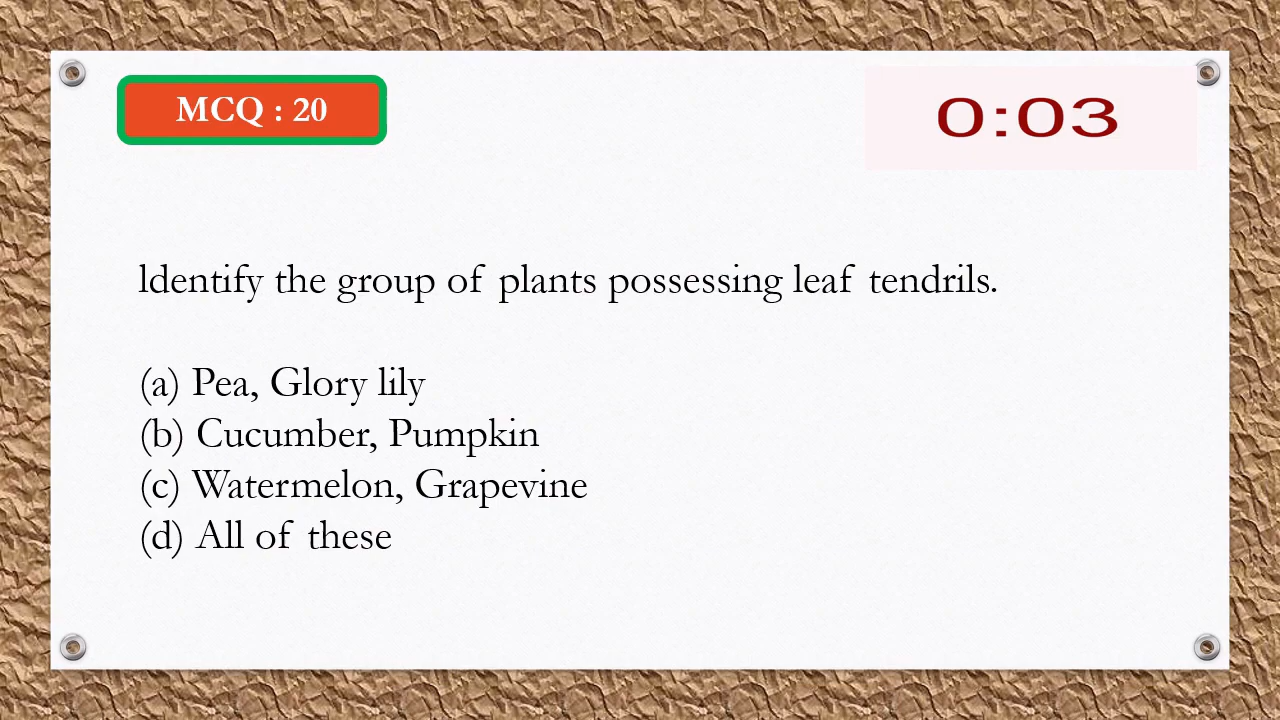 MCQ : 20
0:03
ldentify the group of plants possessing leaf tendrils.
(a) Pea, Glory lily
(b) Cucumber, Pumpkin
(c) Watermelon, Grapevine
(d) All of these